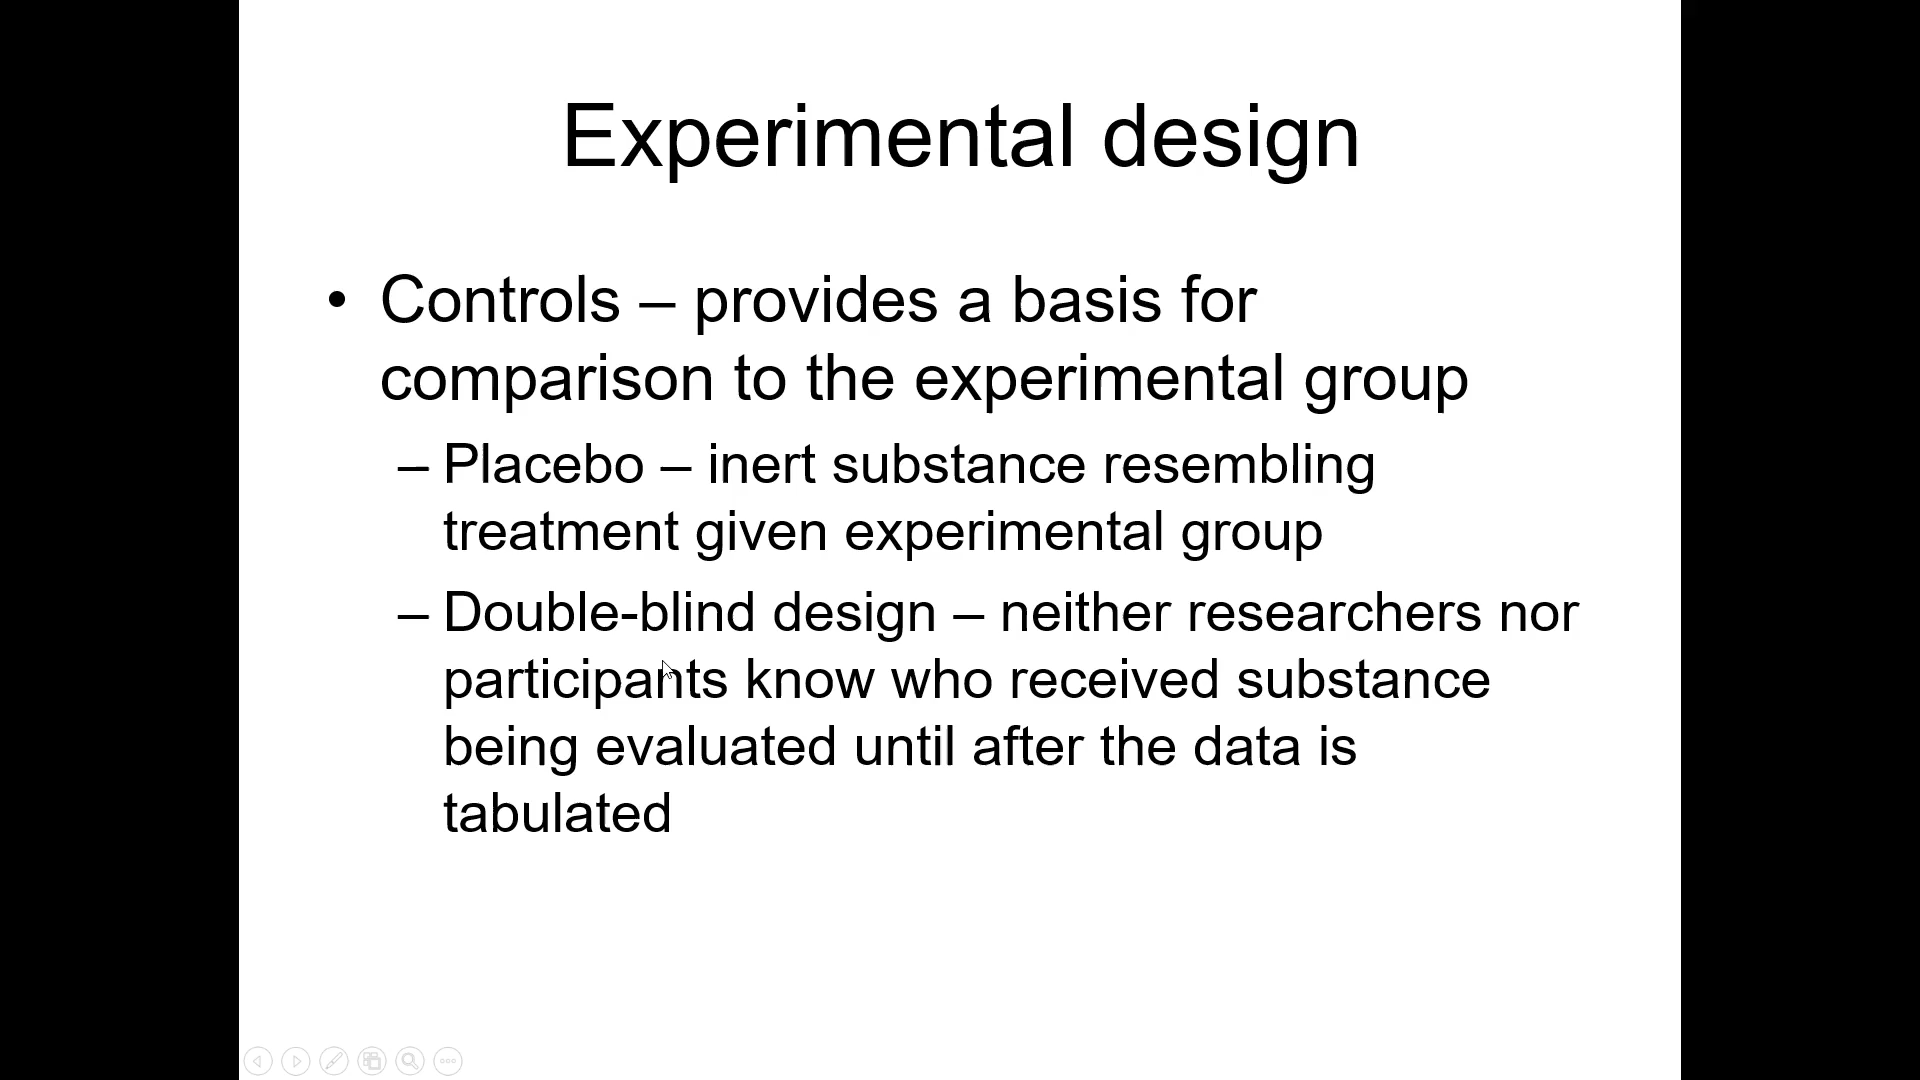 Experimental design
• Controls – provides a basis for
comparison to the experimental group
– Placebo – inert substance resembling
treatment given experimental group
– Double-blind design – neither researchers nor
participants know who received substance
being evaluated until after the data is
tabulated